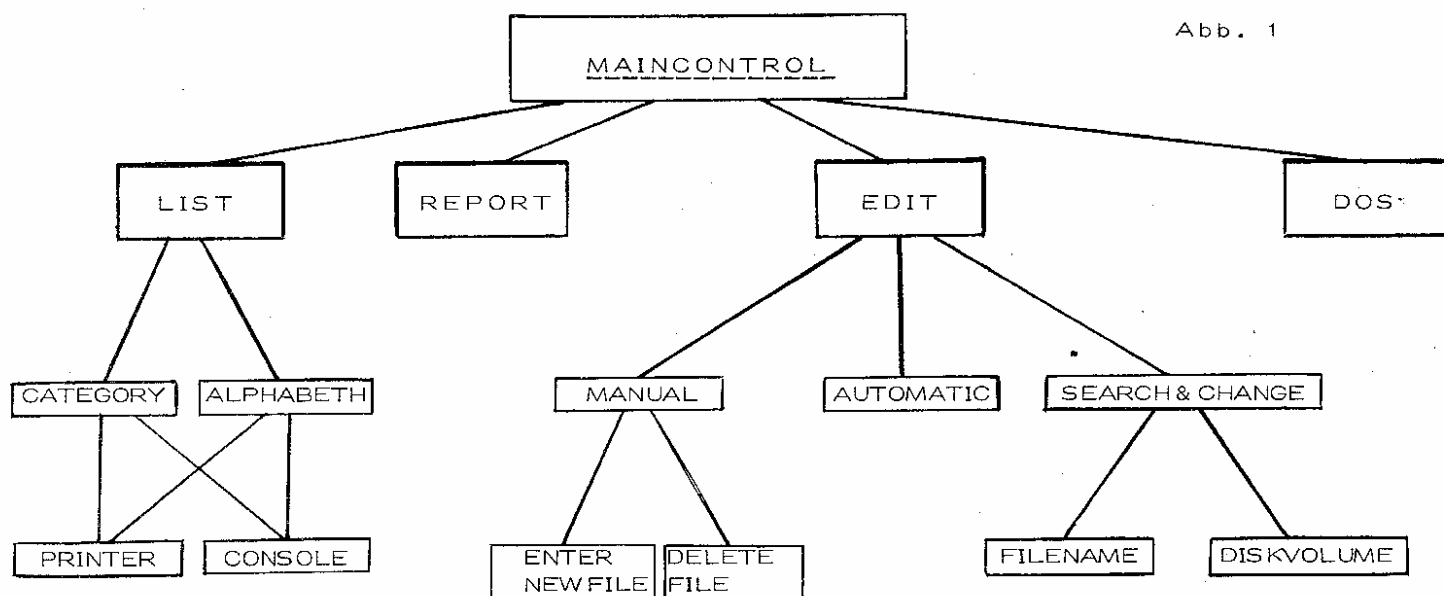 Abb. 1
MAINCONTROL
LIST
REPORT
EDIT
DOS
CATEGORY
ALPHABETH
MANUAL
AUTOMATIC
SEARCH & CHANGE
PRINTER
CONSOLE
ENTER
NEW FILE
DELETE
FILE
FILENAME
DISKVOLUME